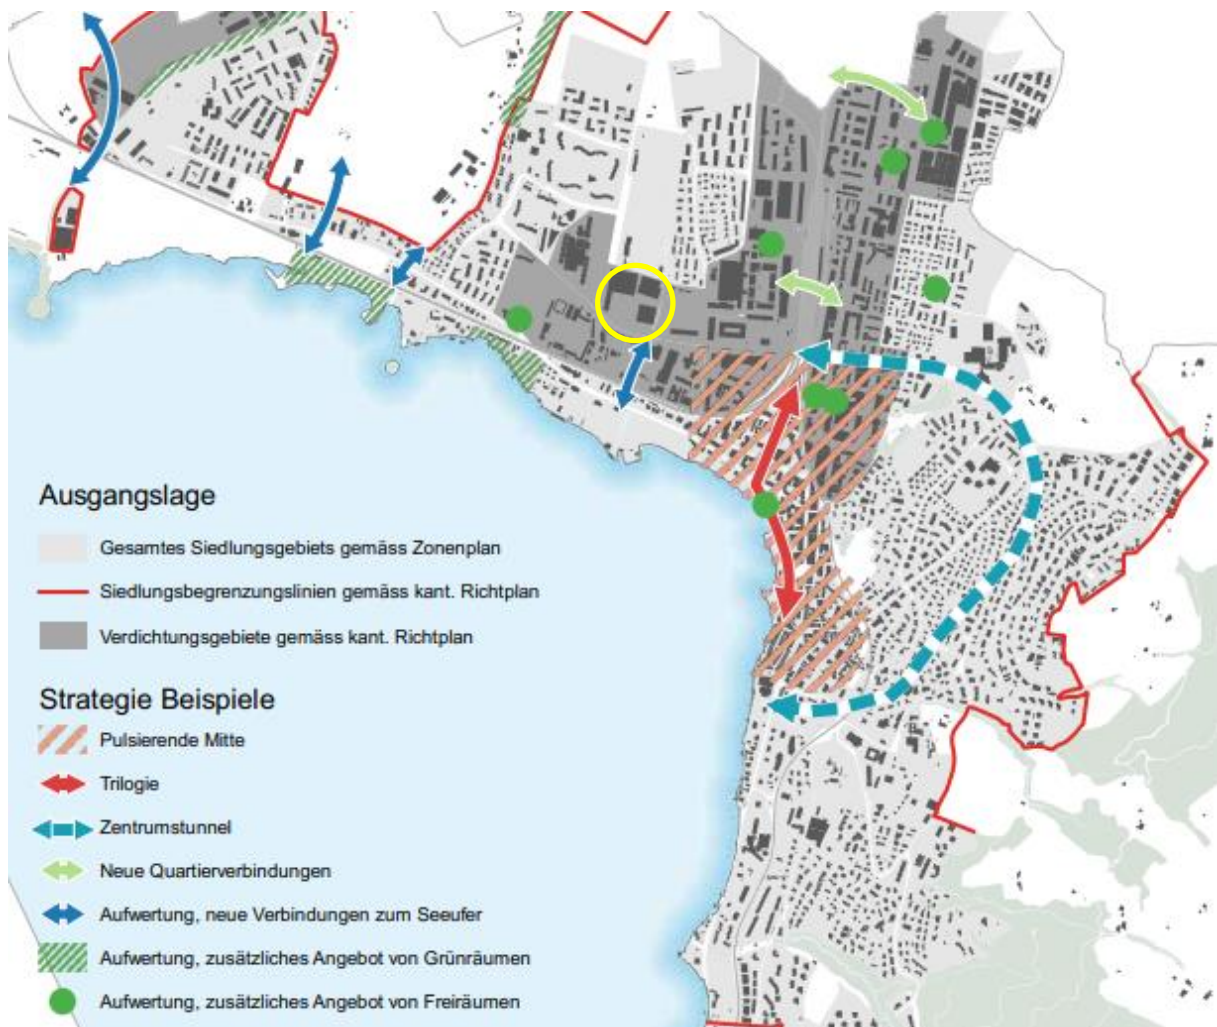 Ausgangslage
Gesamtes Siedlungsgebiets gemäss Zonenplan
Siedlungsbegrenzungslinien gemäss kant. Richtplan
Verdichtungsgebiete gemäss kant. Richtplan
Strategie Beispiele
Pulsierende Mitte
Trilogie
Zentrumstunnel
Neue Quartierverbindungen
Aufwertung, neue Verbindungen zum Seeufer
Aufwertung, zusätzliches Angebot von Grünräumen
Aufwertung, zusätzliches Angebot von Freiräumen